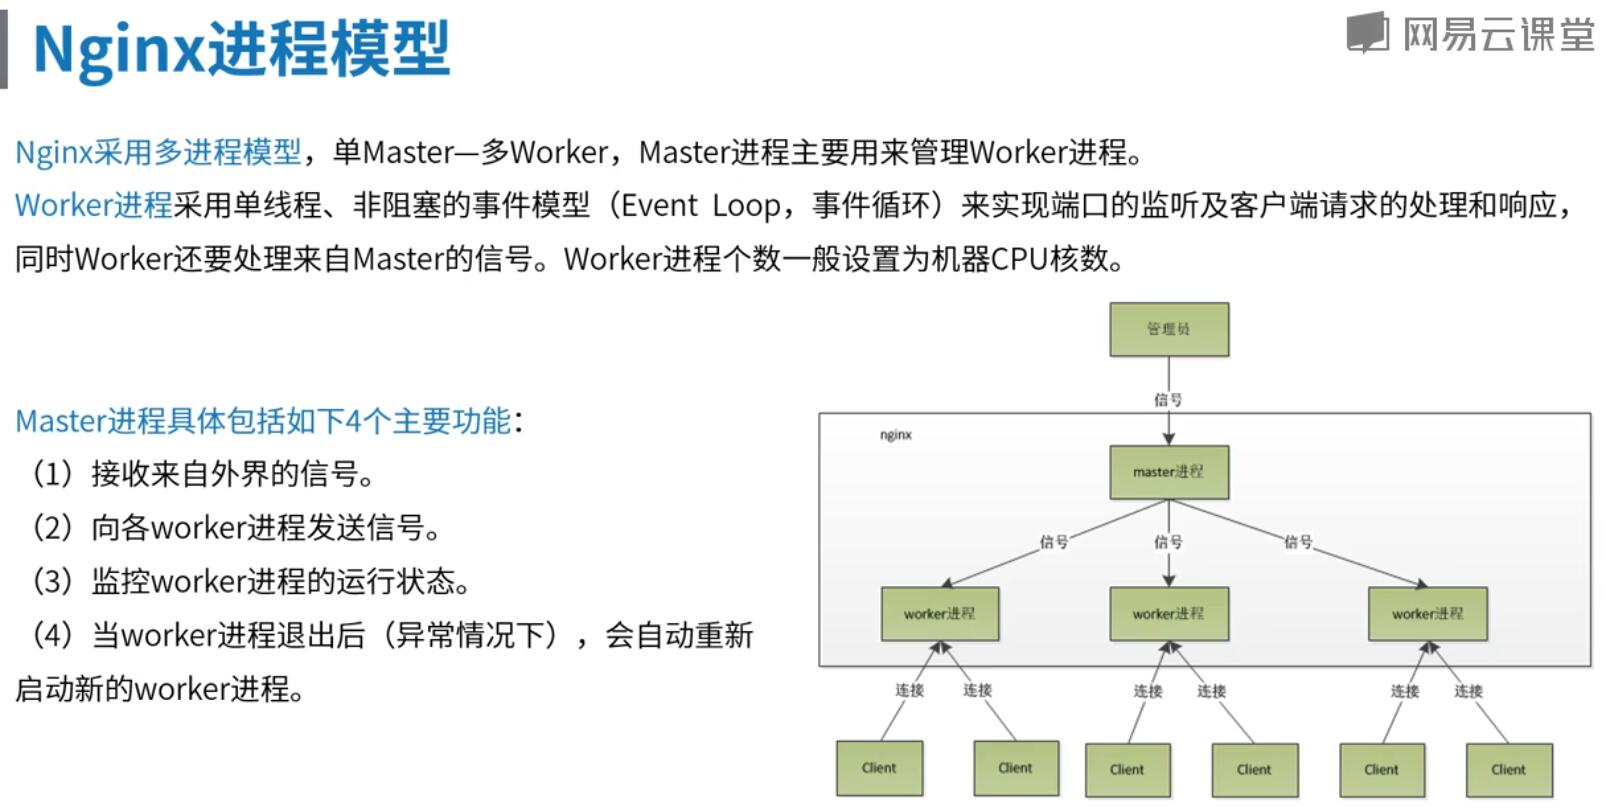 Nginx进程模型
网易云课堂
Nginx采用多进程模型，单Master—多Worker，Master进程主要用来管理Worker进程。
Worker进程采用单线程、非阻塞的事件模型（Event Loop，事件循环）来实现端口的监听及客户端请求的处理和响应，
同时Worker还要处理来自Master的信号。Worker进程个数一般设置为机器CPU核数。
Master进程具体包括如下4个主要功能：
（1）接收来自外界的信号。
（2）向各worker进程发送信号。
（3）监控worker进程的运行状态。
（4）当worker进程退出后（异常情况下），会自动重新
启动新的worker进程。
管理员
信号
nginx
master进程
信号 信号 信号
worker进程 worker进程 worker进程
连接 连接 连接 连接 连接 连接
Client Client Client Client Client Client